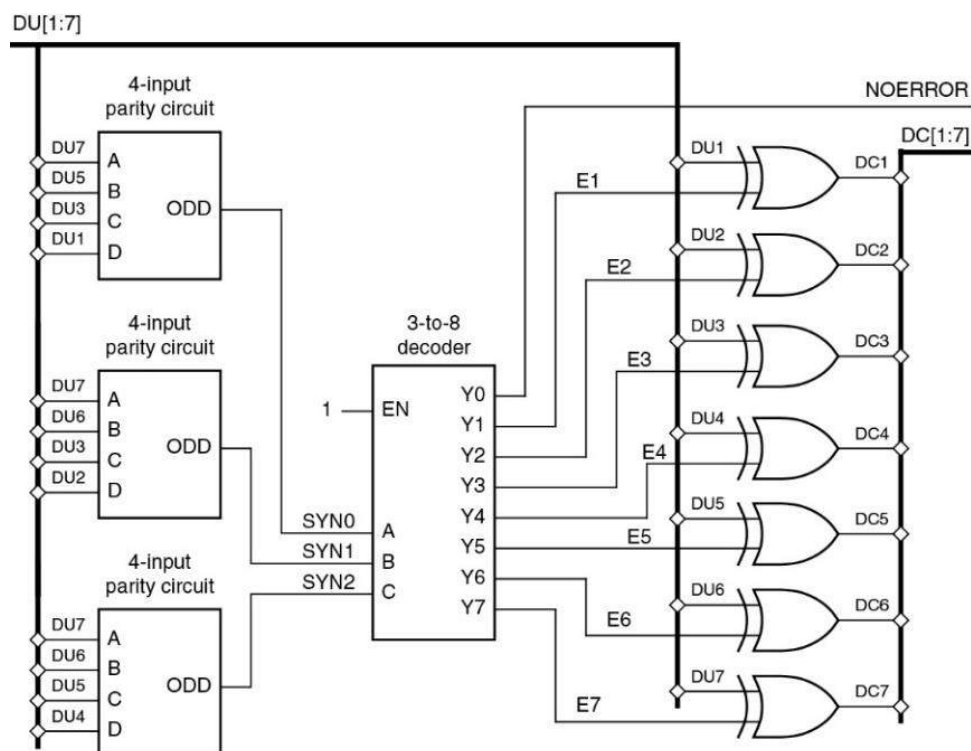 DU[1:7]
4-input
parity circuit
DU7
A
DU5
B
DU3
C
DU1
D
ODD
4-input
parity circuit
DU7
A
DU6
B
DU3
C
DU2
D
ODD
4-input
parity circuit
DU7
A
DU6
B
DU5
C
DU4
D
ODD
SYN0
SYN1
SYN2
3-to-8
decoder
1
EN
A
B
C
Y0
Y1
Y2
Y3
Y4
Y5
Y6
Y7
E1
E2
E3
E4
E5
E6
E7
NOERROR
DC[1:7]
DU1
DC1
DU2
DC2
DU3
DC3
DU4
DC4
DU5
DC5
DU6
DC6
DU7
DC7